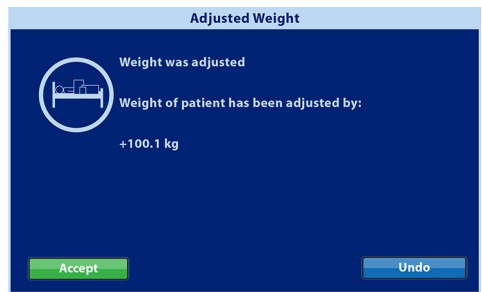 Adjusted Weight
Weight was adjusted
Weight of patient has been adjusted by:
+100.1 kg
Accept
Undo